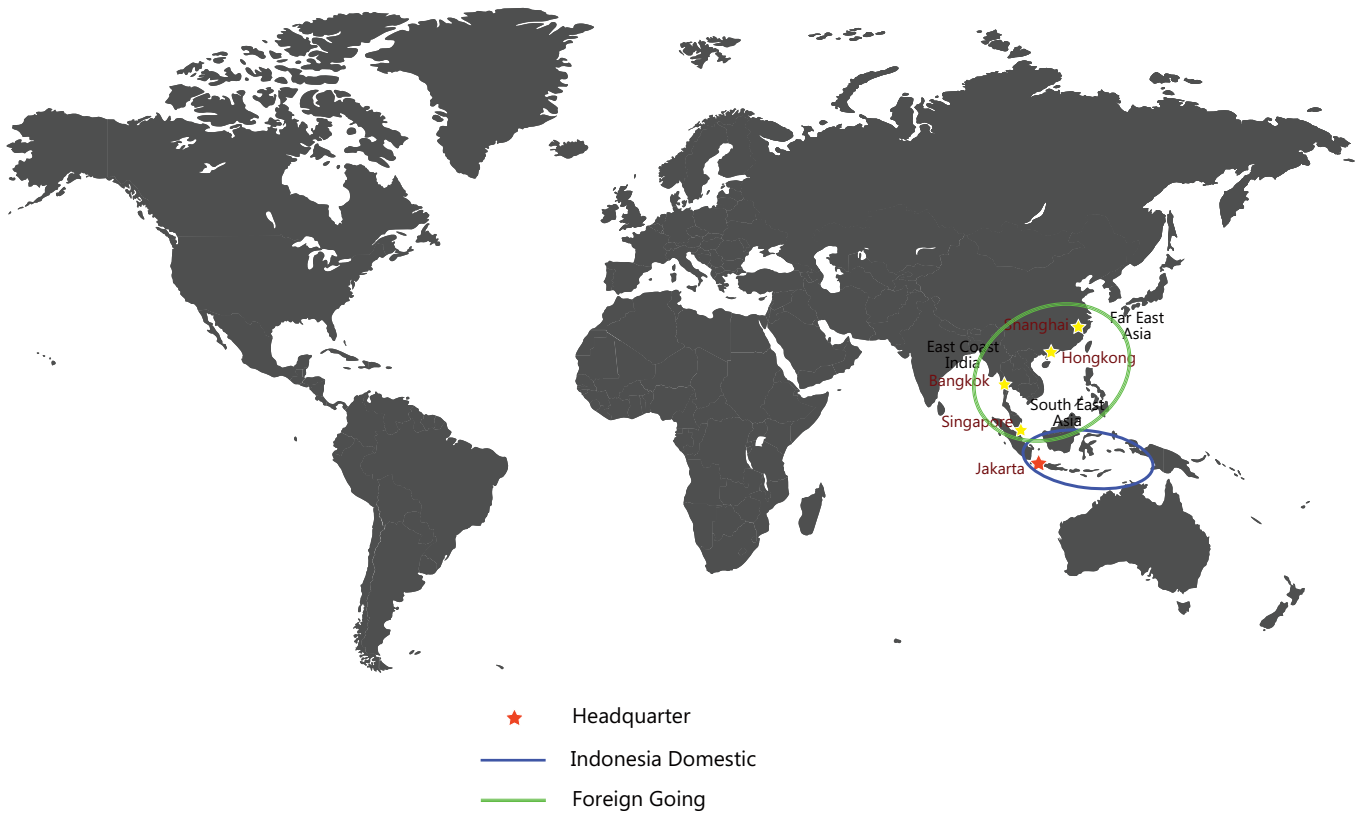 Far East
Asia
Shanghai
East Coast
India
Hongkong
Bangkok
South East
Asia
Singapore
Jakarta
Headquarter
Indonesia Domestic
Foreign Going